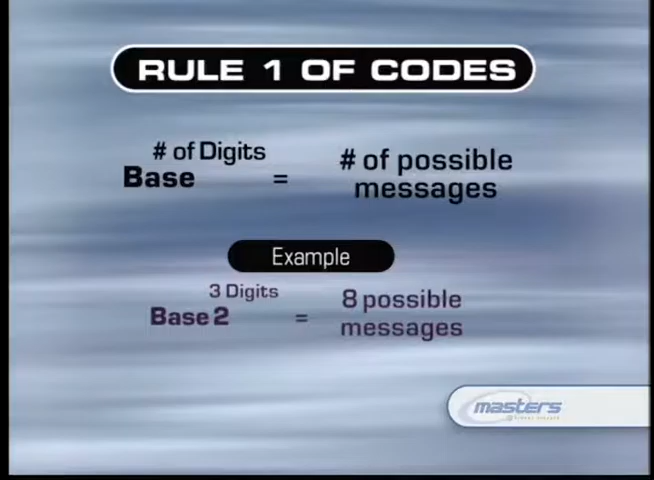 RULE 1 OF CODES
# of Digits
Base = # of possible
messages
Example
3 Digits
Base 2 = 8 possible
messages
masters